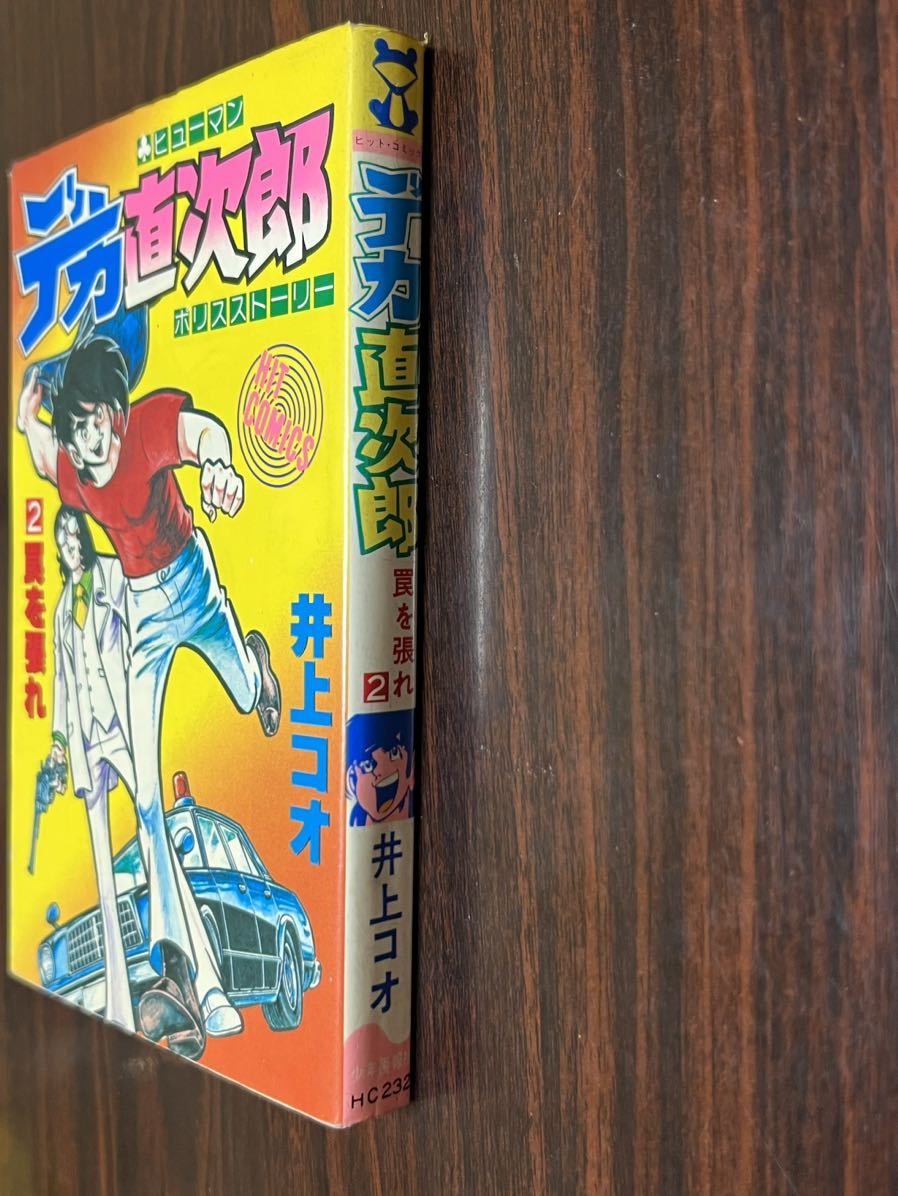 ヒューマン
デカ直次郎
ポリスストーリー
HIT
COMICS
2 罠を張れ
井上コオ
ヒット・コミックス
デカ直次郎
罠を張れ
2
井上コオ
少年画報社
HC232